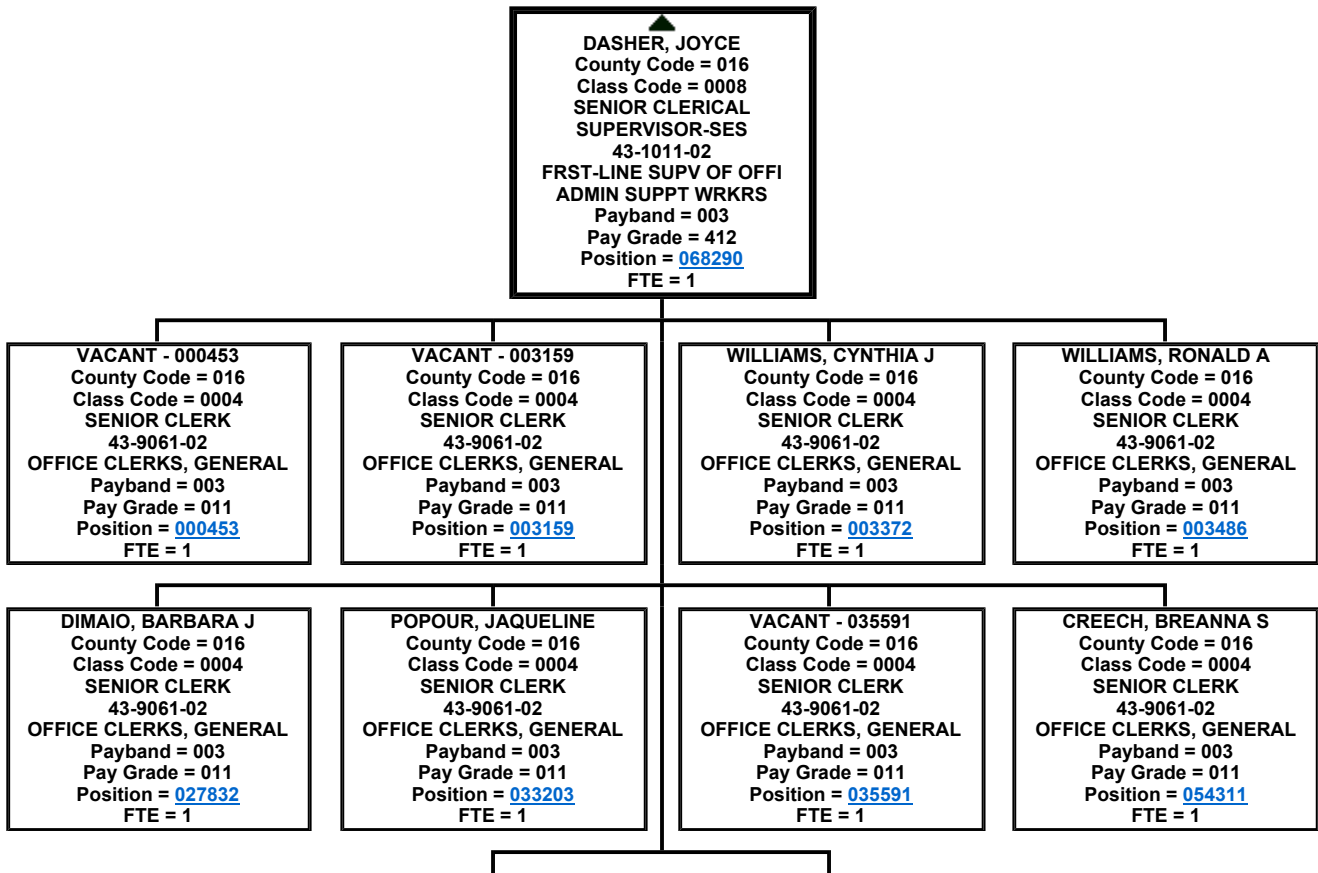 DASHER, JOYCE
County Code = 016
Class Code = 0008
SENIOR CLERICAL
SUPERVISOR-SES
43-1011-02
FRST-LINE SUPV OF OFFI
ADMIN SUPPT WRKRS
Payband = 003
Pay Grade = 412
Position = 068290
FTE = 1
VACANT - 000453
County Code = 016
Class Code = 0004
SENIOR CLERK
43-9061-02
OFFICE CLERKS, GENERAL
Payband = 003
Pay Grade = 011
Position = 000453
FTE = 1
VACANT - 003159
County Code = 016
Class Code = 0004
SENIOR CLERK
43-9061-02
OFFICE CLERKS, GENERAL
Payband = 003
Pay Grade = 011
Position = 003159
FTE = 1
WILLIAMS, CYNTHIA J
County Code = 016
Class Code = 0004
SENIOR CLERK
43-9061-02
OFFICE CLERKS, GENERAL
Payband = 003
Pay Grade = 011
Position = 003372
FTE = 1
WILLIAMS, RONALD A
County Code = 016
Class Code = 0004
SENIOR CLERK
43-9061-02
OFFICE CLERKS, GENERAL
Payband = 003
Pay Grade = 011
Position = 003486
FTE = 1
DIMAIO, BARBARA J
County Code = 016
Class Code = 0004
SENIOR CLERK
43-9061-02
OFFICE CLERKS, GENERAL
Payband = 003
Pay Grade = 011
Position = 027832
FTE = 1
POPOUR, JAQUELINE
County Code = 016
Class Code = 0004
SENIOR CLERK
43-9061-02
OFFICE CLERKS, GENERAL
Payband = 003
Pay Grade = 011
Position = 033203
FTE = 1
VACANT - 035591
County Code = 016
Class Code = 0004
SENIOR CLERK
43-9061-02
OFFICE CLERKS, GENERAL
Payband = 003
Pay Grade = 011
Position = 035591
FTE = 1
CREECH, BREANNA S
County Code = 016
Class Code = 0004
SENIOR CLERK
43-9061-02
OFFICE CLERKS, GENERAL
Payband = 003
Pay Grade = 011
Position = 054311
FTE = 1